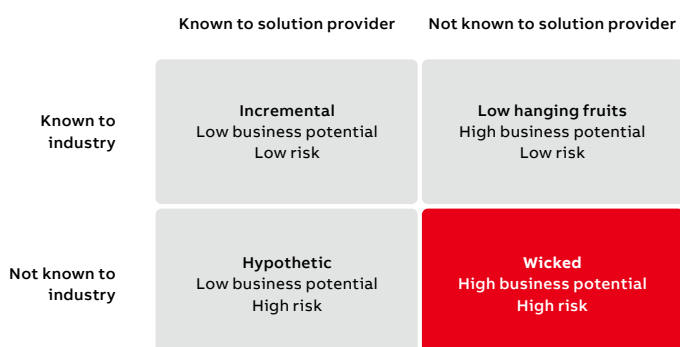 Known to solution provider
Not known to solution provider
Known to
industry
Incremental
Low business potential
Low risk
Low hanging fruits
High business potential
Low risk
Not known to
industry
Hypothetic
Low business potential
High risk
Wicked
High business potential
High risk